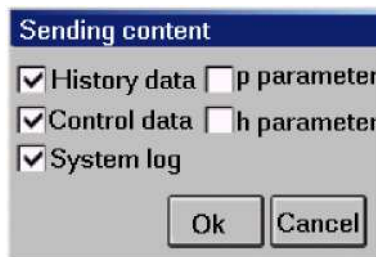 Sending content
History data p parameter
Control data h parameter
System log
Ok Cancel